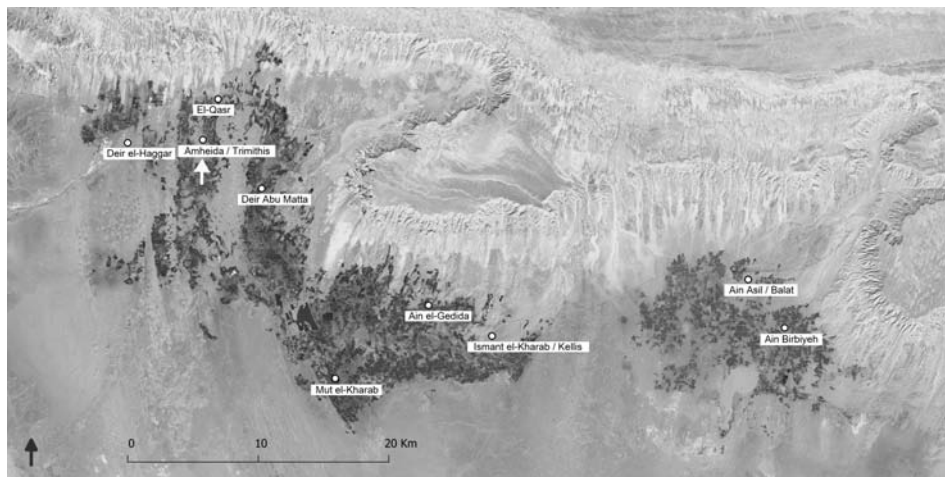 El-Qasr
Deir el-Haggar
Amheida / Trimithis
Deir Abu Matta
Ain Asil / Balat
Ain el-Gedida
Ain Birbiyeh
Ismant el-Kharab / Kellis
Mut el-Kharab
0 10 20 Km